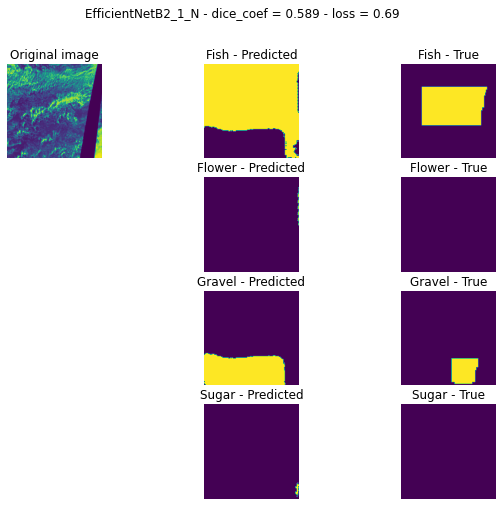 EfficientNetB2_1_N - dice_coef = 0.589 - loss = 0.69
Original image
Fish - Predicted
Fish - True
Flower - Predicted
Flower - True
Gravel - Predicted
Gravel - True
Sugar - Predicted
Sugar - True